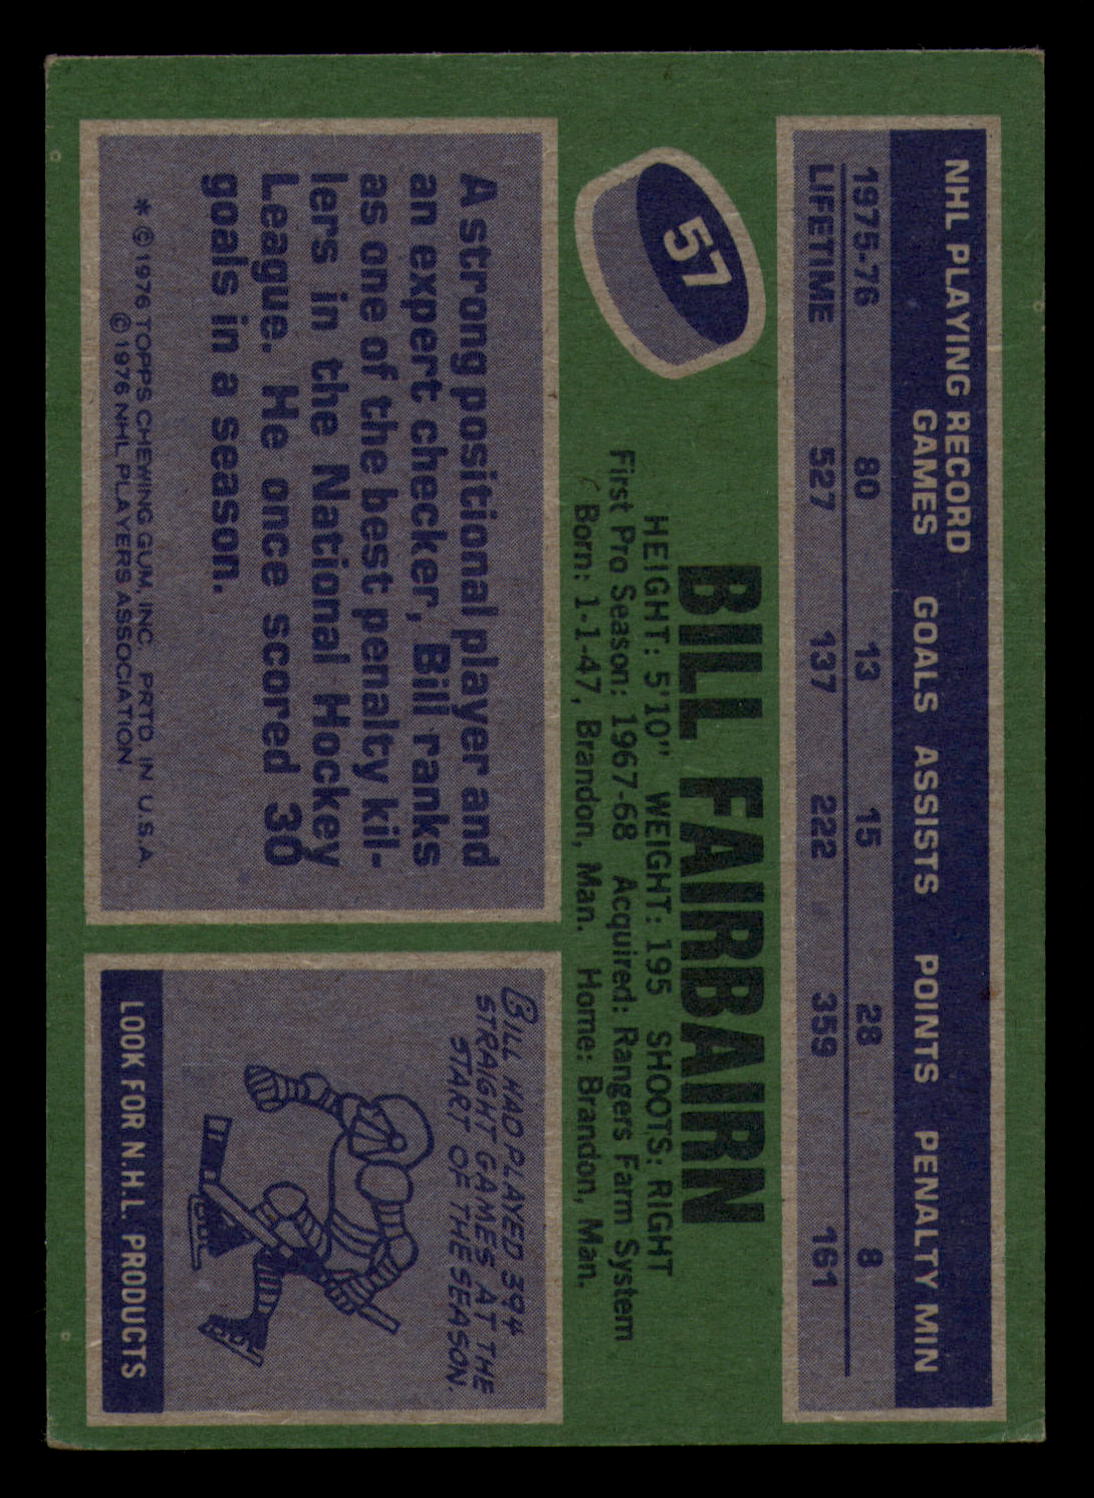 NHL PLAYING RECORD
GAMES GOALS ASSISTS POINTS PENALTY MIN
1975-76 80 13 15 28 8
LIFETIME 527 137 222 359 161
57
BILL FAIRBAIRN
HEIGHT: 5'10" WEIGHT: 195 SHOOTS: RIGHT
First Pro Season: 1967-68 Acquired: Rangers Farm System
Born: 1-1-47, Brandon, Man. Home: Brandon, Man.
A strong positional player and
an expert checker, Bill ranks
as one of the best penalty kil-
lers in the National Hockey
League. He once scored 30
goals in a season.
* © 1976 TOPPS CHEWING GUM, INC. PRTD. IN U.S.A.
© 1976 NHL PLAYERS ASSOCIATION.
BILL HAD PLAYED 394
STRAIGHT GAMES AT THE
START OF THE SEASON.
LOOK FOR N.H.L. PRODUCTS